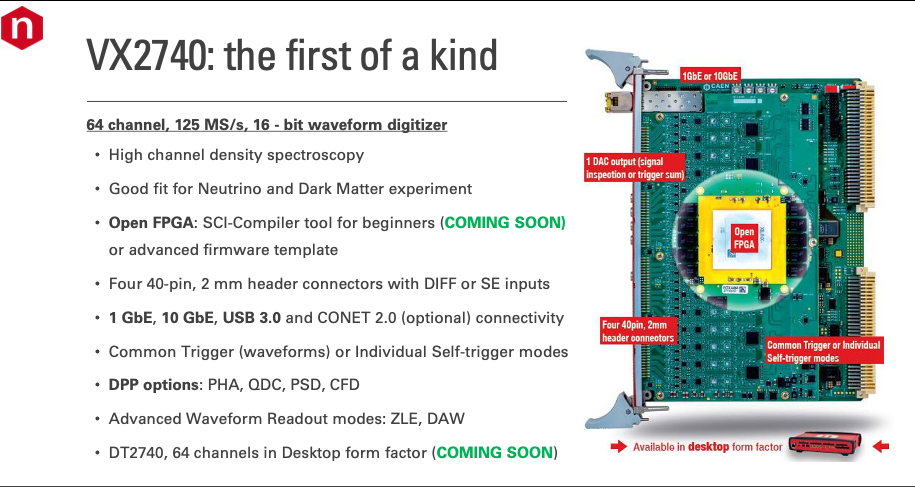 n
VX2740: the first of a kind
64 channel, 125 MS/s, 16 - bit waveform digitizer
• High channel density spectroscopy
• Good fit for Neutrino and Dark Matter experiment
• Open FPGA: SCI-Compiler tool for beginners (COMING SOON)
or advanced firmware template
• Four 40-pin, 2 mm header connectors with DIFF or SE inputs
• 1 GbE, 10 GbE, USB 3.0 and CONET 2.0 (optional) connectivity
• Common Trigger (waveforms) or Individual Self-trigger modes
• DPP options: PHA, QDC, PSD, CFD
• Advanced Waveform Readout modes: ZLE, DAW
• DT2740, 64 channels in Desktop form factor (COMING SOON)
1GbE or 10GbE
CAEN
1 DAC output (signal
inspection or trigger sum)
Open
FPGA
Four 40pin, 2mm
header connectors
Common Trigger or Individual
Self-trigger modes
Available in desktop form factor